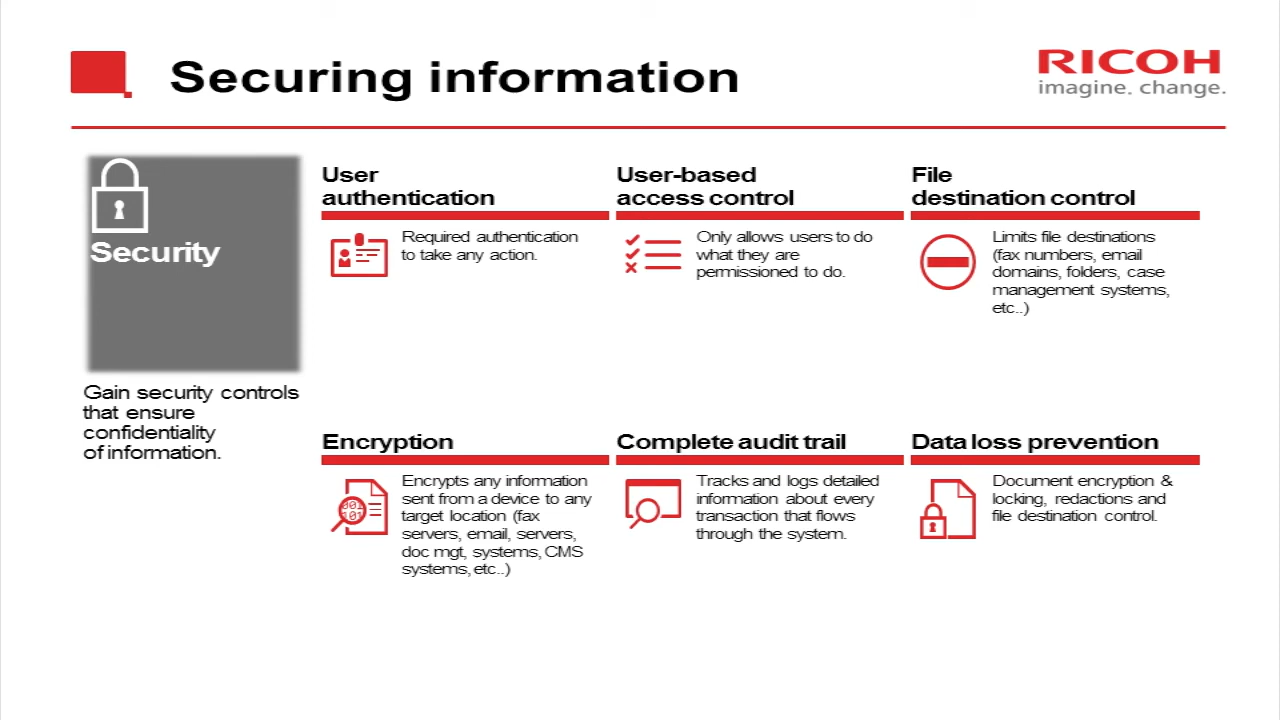 Securing information
RICOH
imagine. change.
Security
Gain security controls
that ensure
confidentiality
of information.
User
authentication
Required authentication
to take any action.
User-based
access control
Only allows users to do
what they are
permissioned to do.
File
destination control
Limits file destinations
(fax numbers, email
domains, folders, case
management systems,
etc..)
Encryption
001
101
Encrypts any information
sent from a device to any
target location (fax
servers, email, servers,
doc mgt, systems, CMS
systems, etc..)
Complete audit trail
Tracks and logs detailed
information about every
transaction that flows
through the system.
Data loss prevention
Document encryption &
locking, redactions and
file destination control.